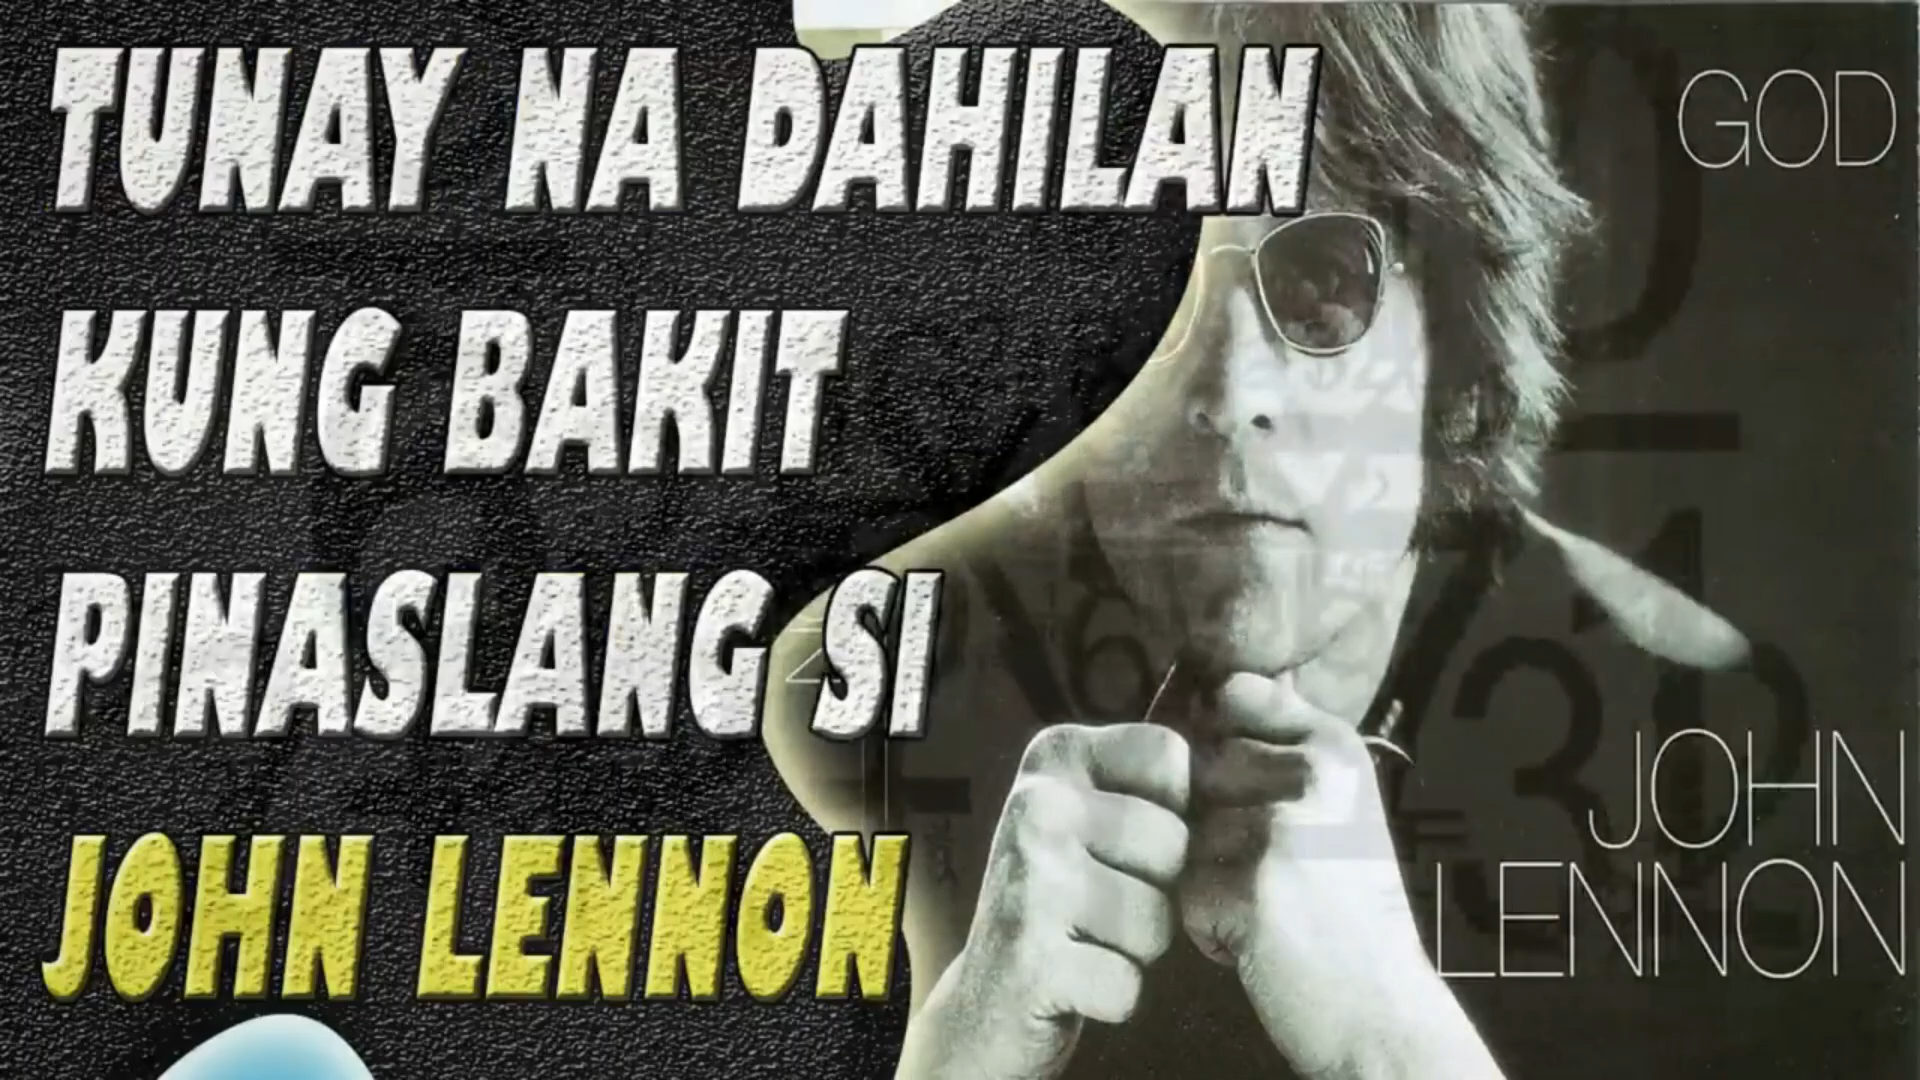 TUNAY NA DAHILAN
KUNG BAKIT
PINASLANG SI
JOHN LENNON
GOD
JOHN
LENNON